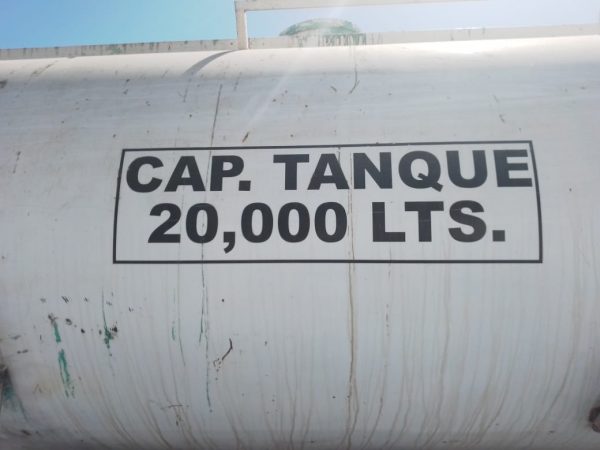 CAP. TANQUE
20,000 LTS.